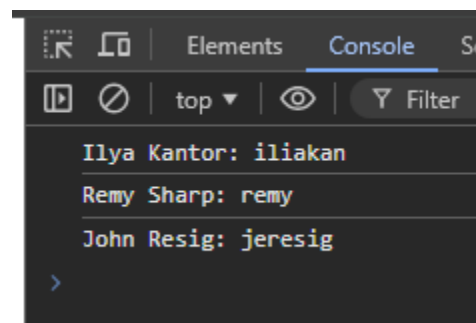 Elements Console
top ▼ Filter
Ilya Kantor: iliakan
Remy Sharp: remy
John Resig: jeresig
>